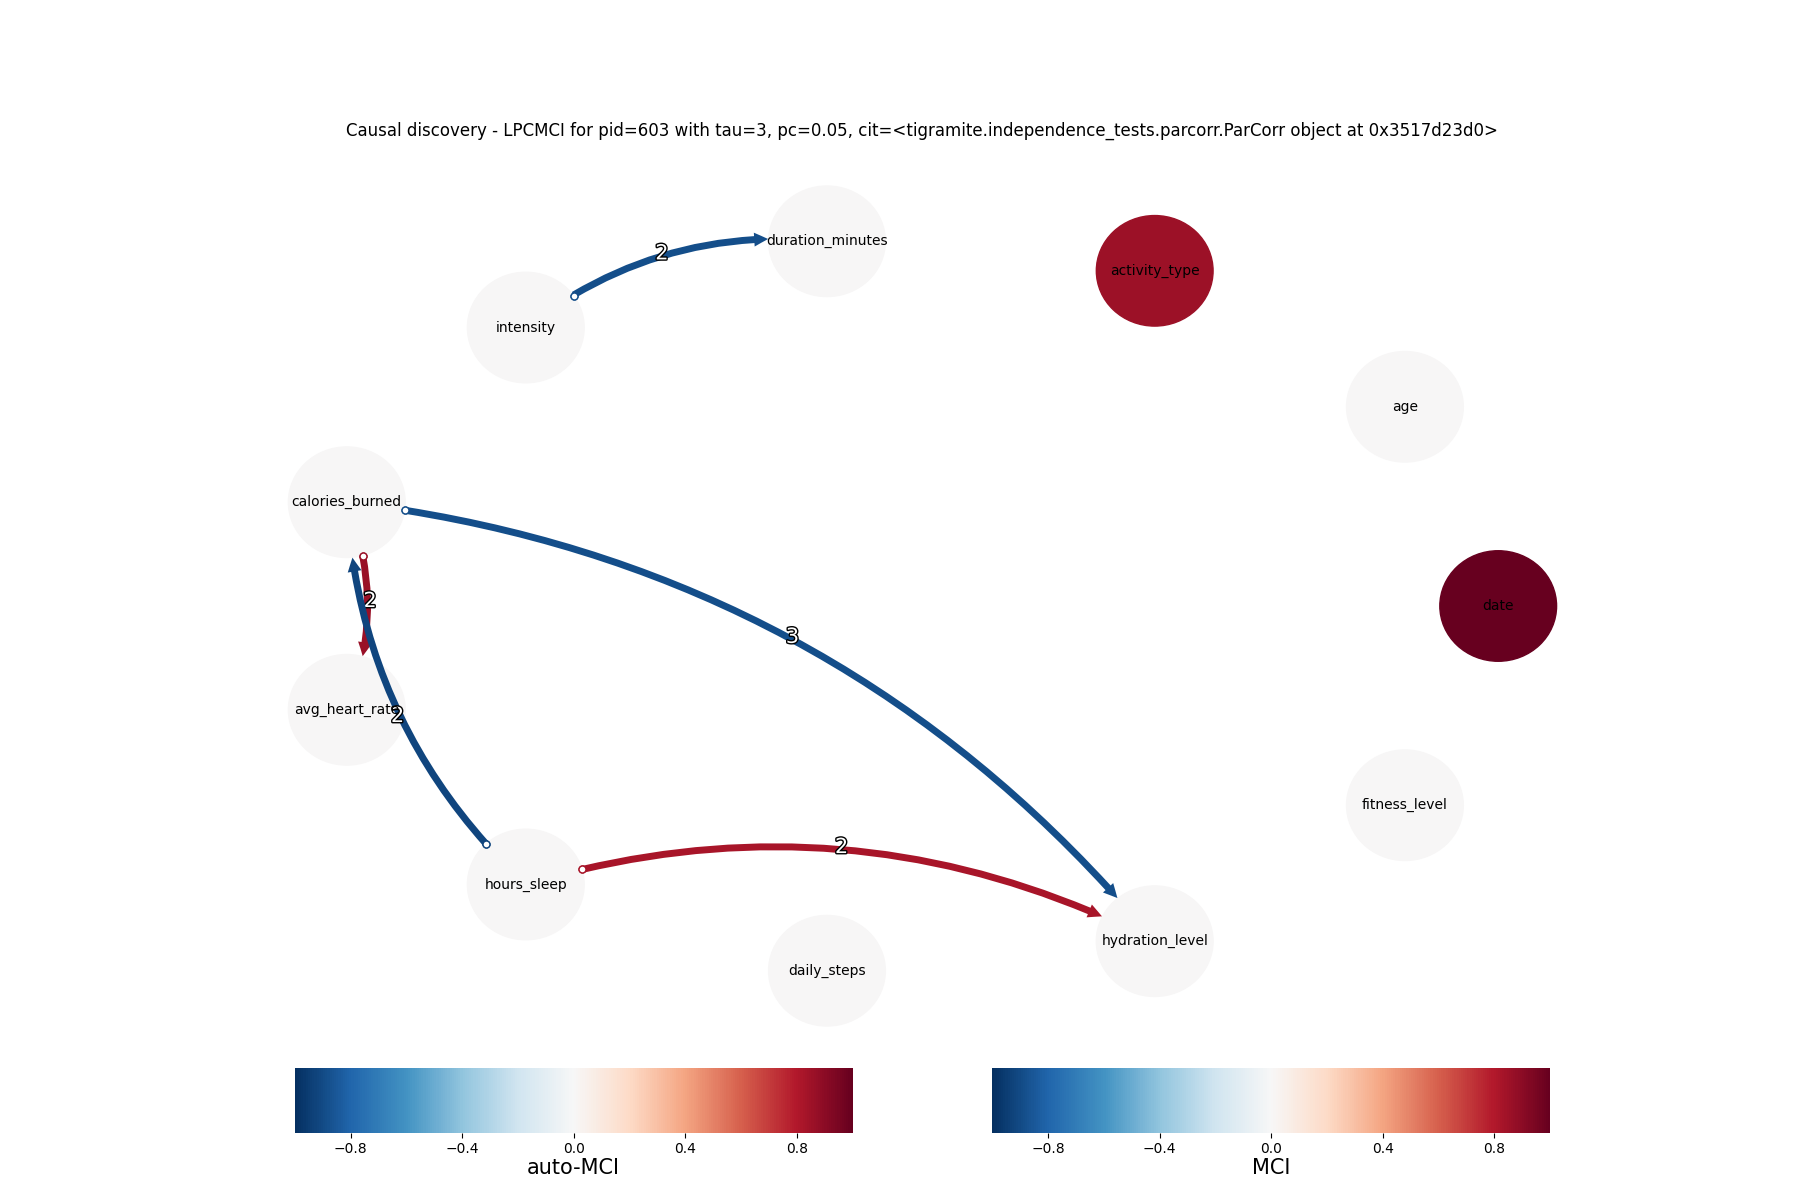 Causal discovery - LPCMCI for pid=603 with tau=3, pc=0.05, cit=<tigramite.independence_tests.parcorr.ParCorr object at 0x3517d23d0>
duration_minutes
2
activity_type
intensity
age
calories_burned
2
date
3
avg_heart_rate
2
fitness_level
2
hours_sleep
hydration_level
daily_steps
−0.8 −0.4 0.0 0.4 0.8
auto-MCI
−0.8 −0.4 0.0 0.4 0.8
MCI